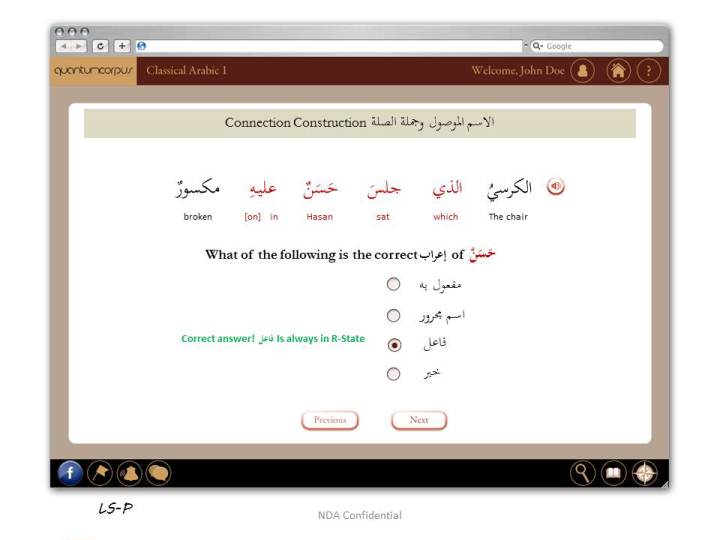 Google
quantumcorpus Classical Arabic 1 Welcome, John Doe ?
Connection Construction الاسم الموصول وجملة الصلة
الكرسيُ الذي جلسَ حَسَنٌ عليهِ مكسورٌ
broken [on] in Hasan sat which The chair
What of the following is the correct إعراب of حَسَنٌ
مفعول به
اسم مجرور
Correct answer! فاعل Is always in R-State
فاعل
خبر
Previous Next
f
LS-P
NDA Confidential